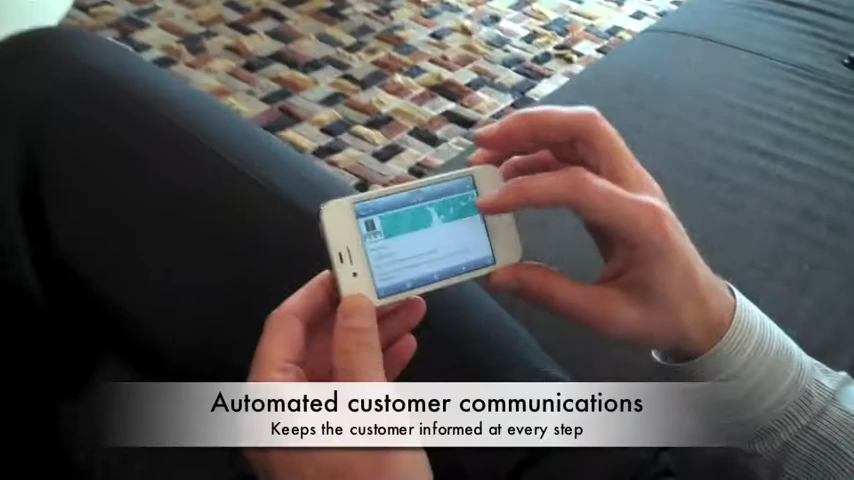 Automated customer communications
Keeps the customer informed at every step